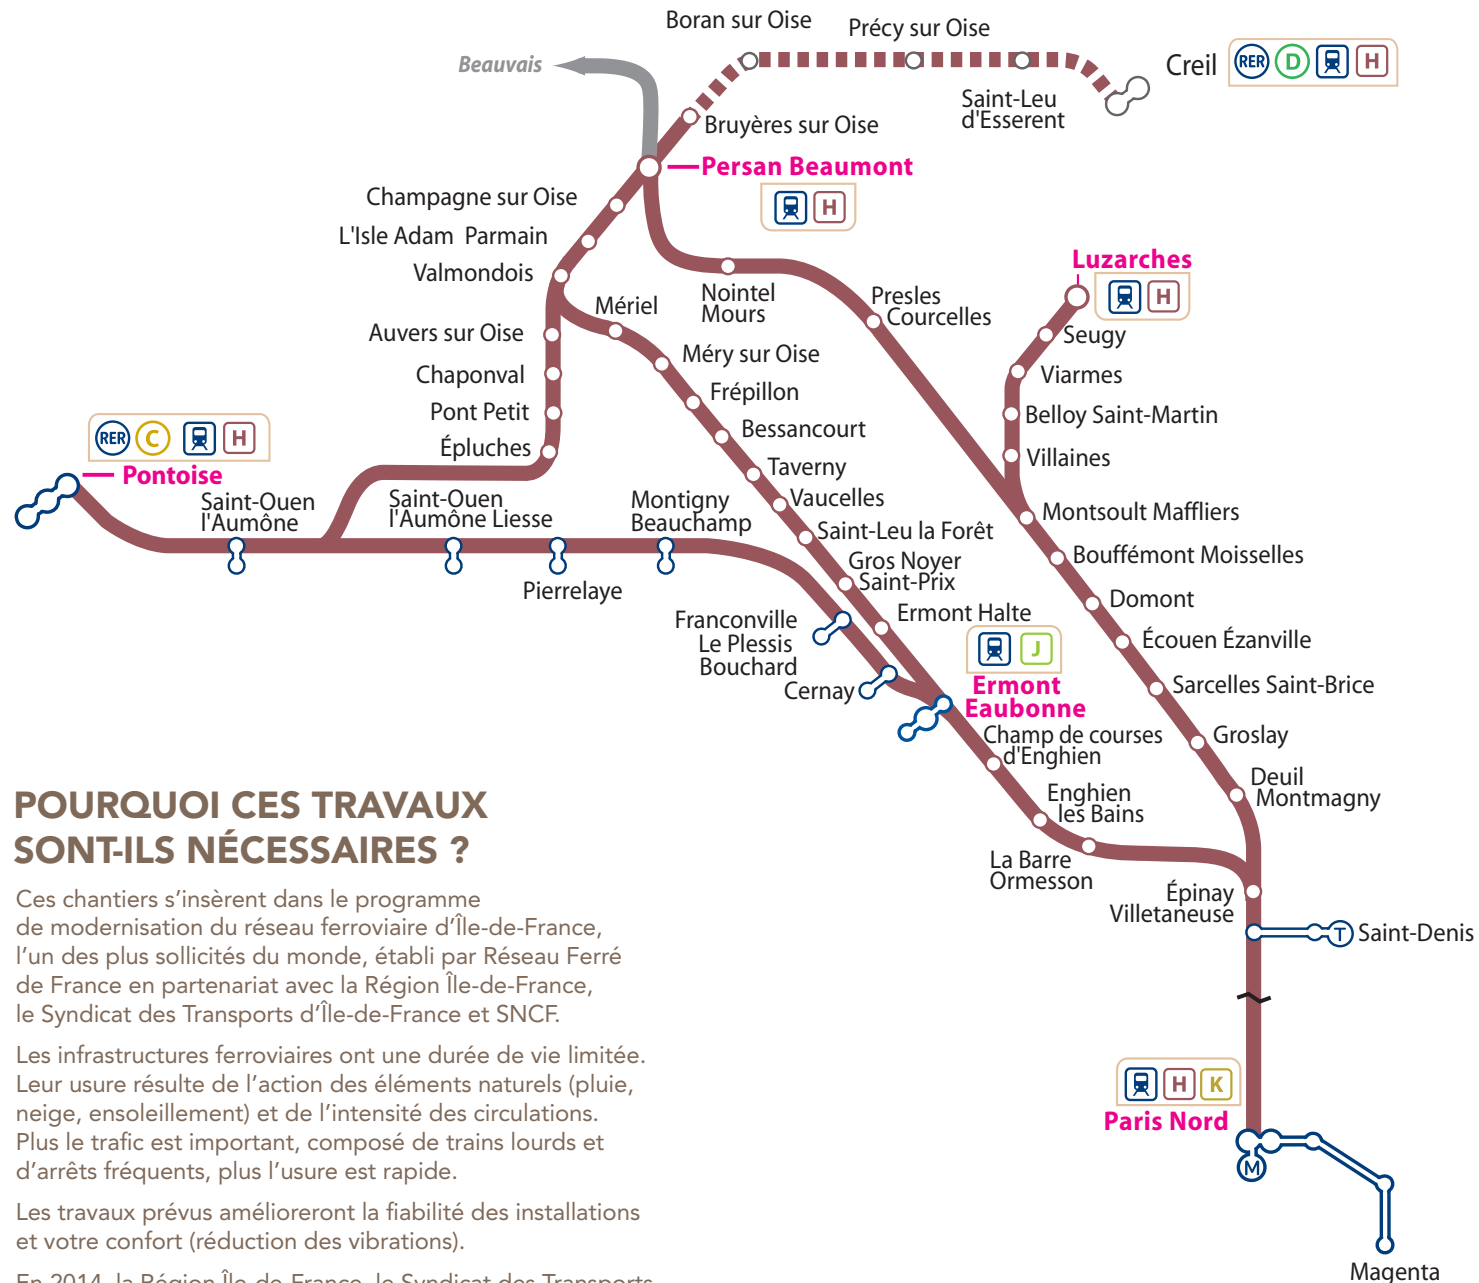 Boran sur Oise
Précy sur Oise
Beauvais
Creil
RER D H
Saint-Leu
d'Esserent
Bruyères sur Oise
Persan Beaumont
H
Champagne sur Oise
L'Isle Adam Parmain
Valmondois
Luzarches
H
Nointel
Mours
Presles
Courcelles
Mériel
Auvers sur Oise
Seugy
Méry sur Oise
Chaponval
Viarmes
Frépillon
Pont Petit
Belloy Saint-Martin
Bessancourt
Épluches
Villaines
RER C H
Pontoise
Taverny
Saint-Ouen
l'Aumône
Saint-Ouen
l'Aumône Liesse
Montigny
Beauchamp
Vaucelles
Montsoult Maffliers
Saint-Leu la Forêt
Bouffémont Moisselles
Gros Noyer
Saint-Prix
Pierrelaye
Domont
Ermont Halte
Franconville
Le Plessis
Bouchard
Écouen Ézanville
J
Cernay
Ermont
Eaubonne
Sarcelles Saint-Brice
Champ de courses
d'Enghien
Groslay
Enghien
les Bains
Deuil
Montmagny
La Barre
Ormesson
Épinay
Villetaneuse
T Saint-Denis
H K
Paris Nord
M
Magenta
POURQUOI CES TRAVAUX
SONT-ILS NÉCESSAIRES ?
Ces chantiers s’insèrent dans le programme
de modernisation du réseau ferroviaire d’Île-de-France,
l’un des plus sollicités du monde, établi par Réseau Ferré
de France en partenariat avec la Région Île-de-France,
le Syndicat des Transports d’Île-de-France et SNCF.
Les infrastructures ferroviaires ont une durée de vie limitée.
Leur usure résulte de l’action des éléments naturels (pluie,
neige, ensoleillement) et de l’intensité des circulations.
Plus le trafic est important, composé de trains lourds et
d’arrêts fréquents, plus l’usure est rapide.
Les travaux prévus amélioreront la fiabilité des installations
et votre confort (réduction des vibrations).
En 2014, la Région Île-de-France, le Syndicat des Transports